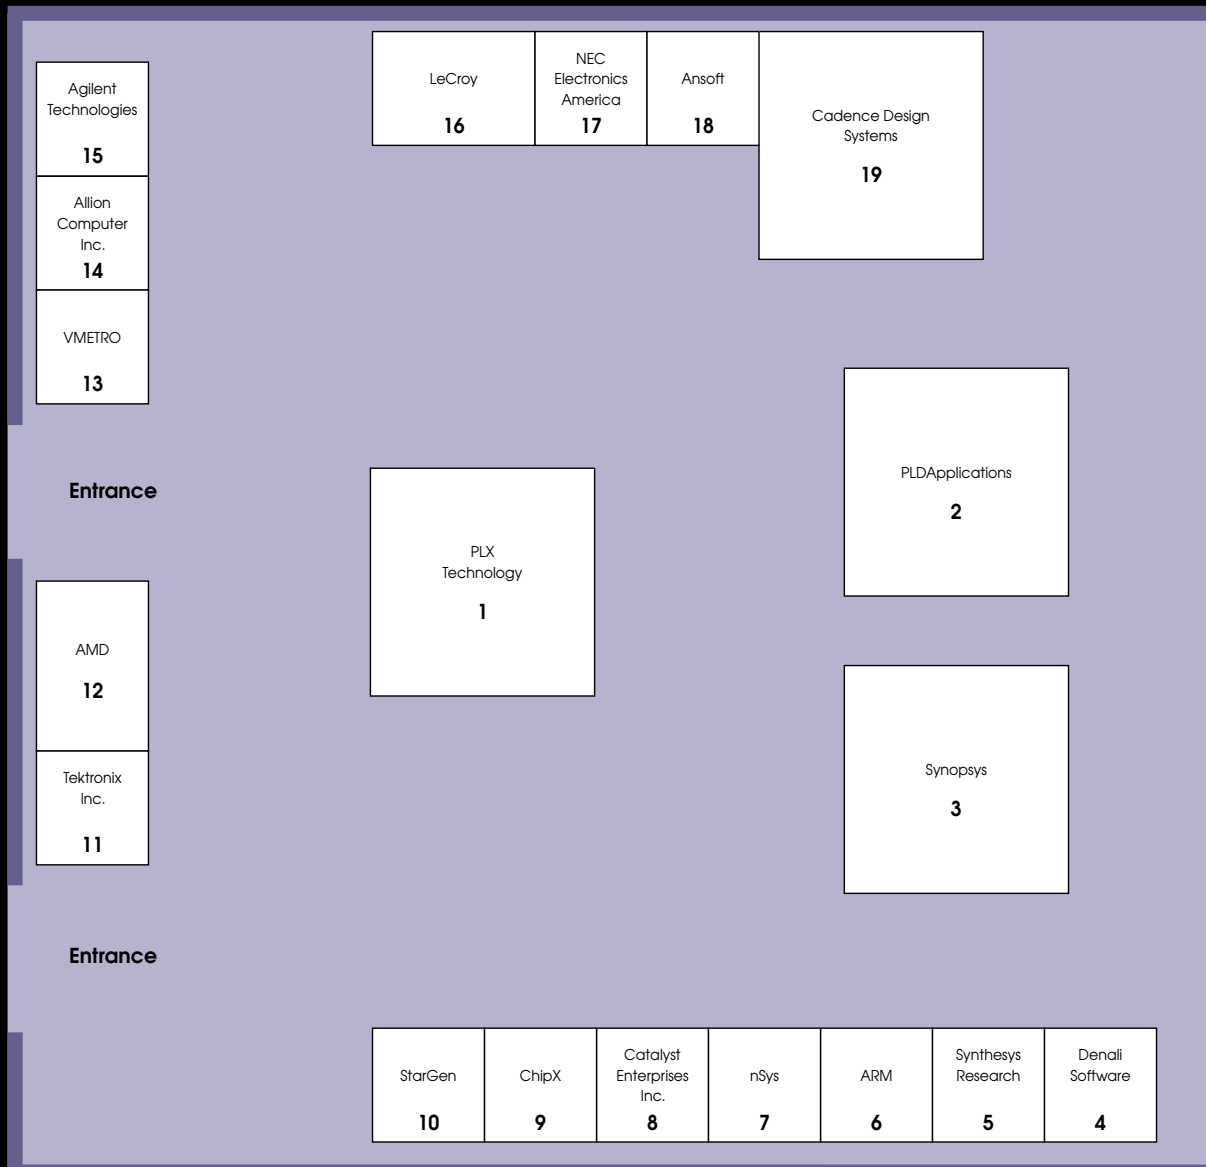 Agilent
Technologies
15
Allion
Computer
Inc.
14
VMETRO
13
LeCroy
16
NEC
Electronics
America
17
Ansoft
18
Cadence Design
Systems
19
Entrance
PLX
Technology
1
PLDApplications
2
AMD
12
Tektronix
Inc.
11
Synopsys
3
Entrance
StarGen
10
ChipX
9
Catalyst
Enterprises
Inc.
8
nSys
7
ARM
6
Synthesys
Research
5
Denali
Software
4